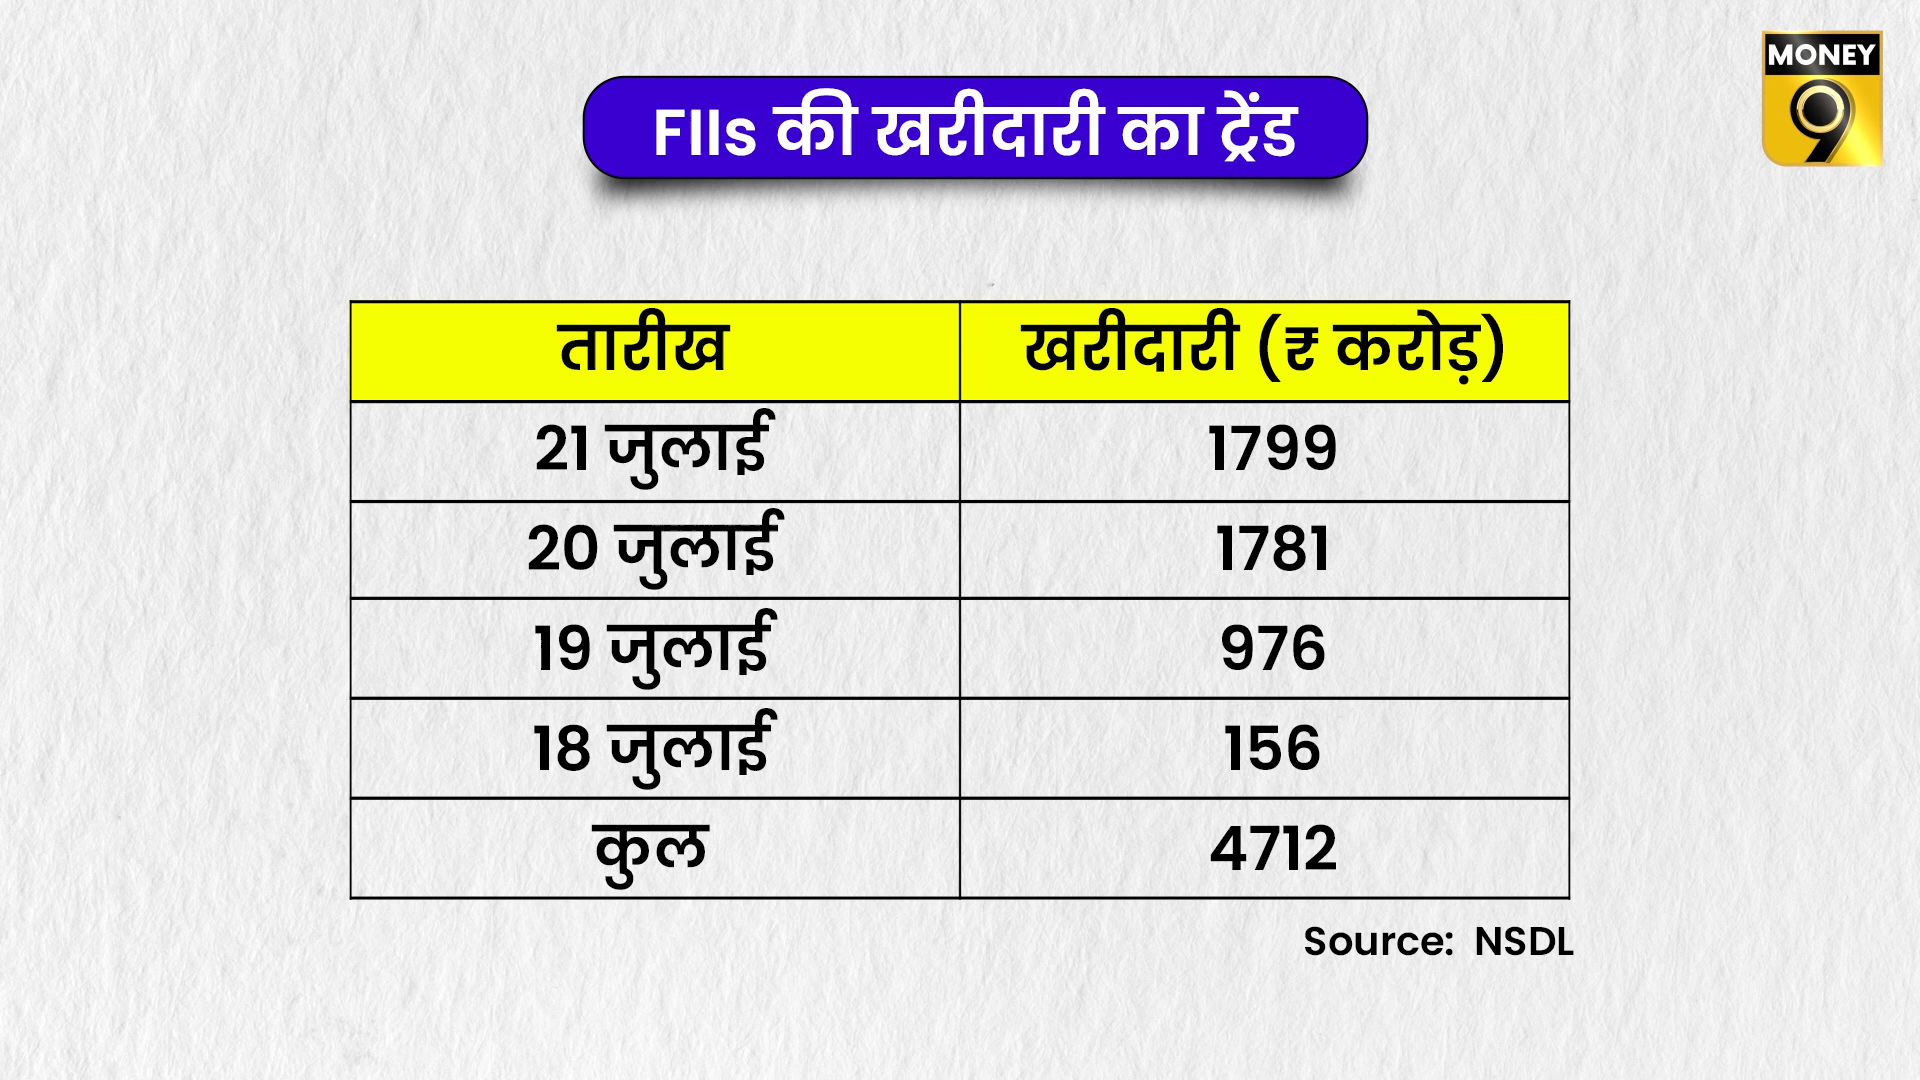 MONEY
9
FIIs की खरीदारी का ट्रेंड
तारीख खरीदारी (₹ करोड़)
21 जुलाई 1799
20 जुलाई 1781
19 जुलाई 976
18 जुलाई 156
कुल 4712
Source: NSDL